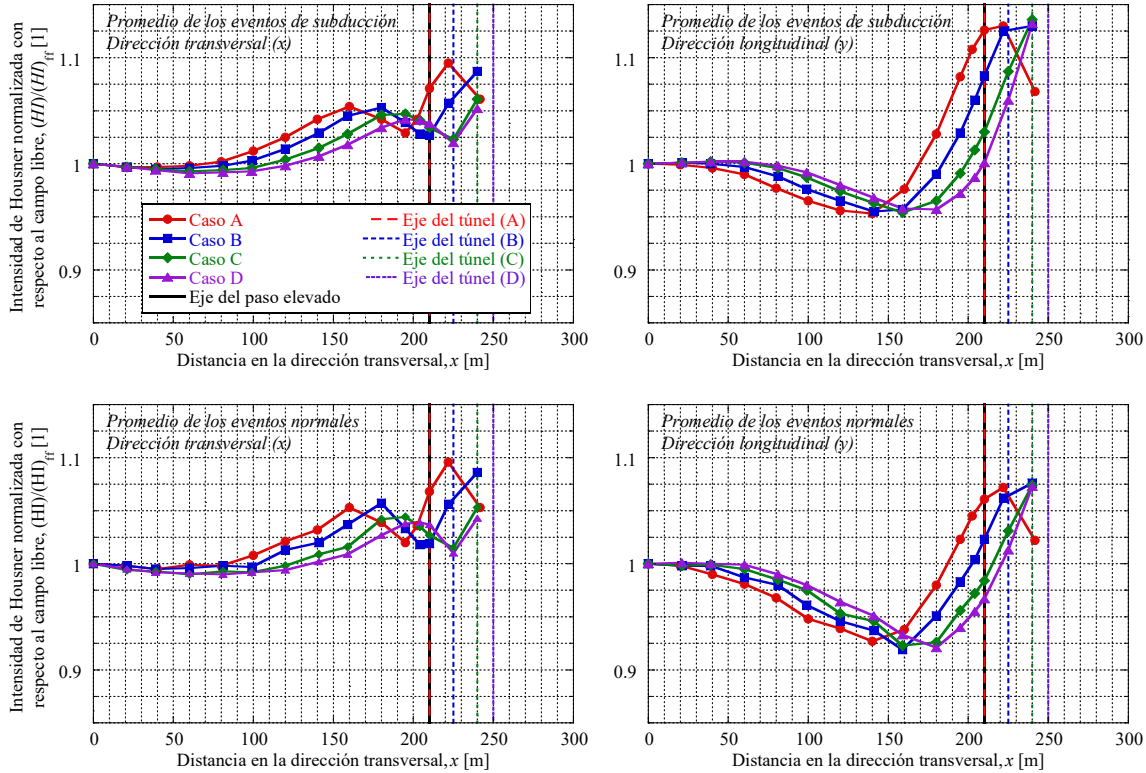 Intensidad de Housner normalizada con
respecto al campo libre, (HI)/(HI)ff [1]
Promedio de los eventos de subducción
Dirección transversal (x)
1.1
1
0.9
Caso A
Caso B
Caso C
Caso D
Eje del paso elevado
Eje del túnel (A)
Eje del túnel (B)
Eje del túnel (C)
Eje del túnel (D)
0 50 100 150 200 250 300
Distancia en la dirección transversal, x [m]
Promedio de los eventos de subducción
Dirección longitudinal (y)
1.1
1
0.9
0 50 100 150 200 250 300
Distancia en la dirección transversal, x [m]
Intensidad de Housner normalizada con
respecto al campo libre, (HI)/(HI)ff [1]
Promedio de los eventos normales
Dirección transversal (x)
1.1
1
0.9
0 50 100 150 200 250 300
Distancia en la dirección transversal, x [m]
Promedio de los eventos normales
Dirección longitudinal (y)
1.1
1
0.9
0 50 100 150 200 250 300
Distancia en la dirección transversal, x [m]